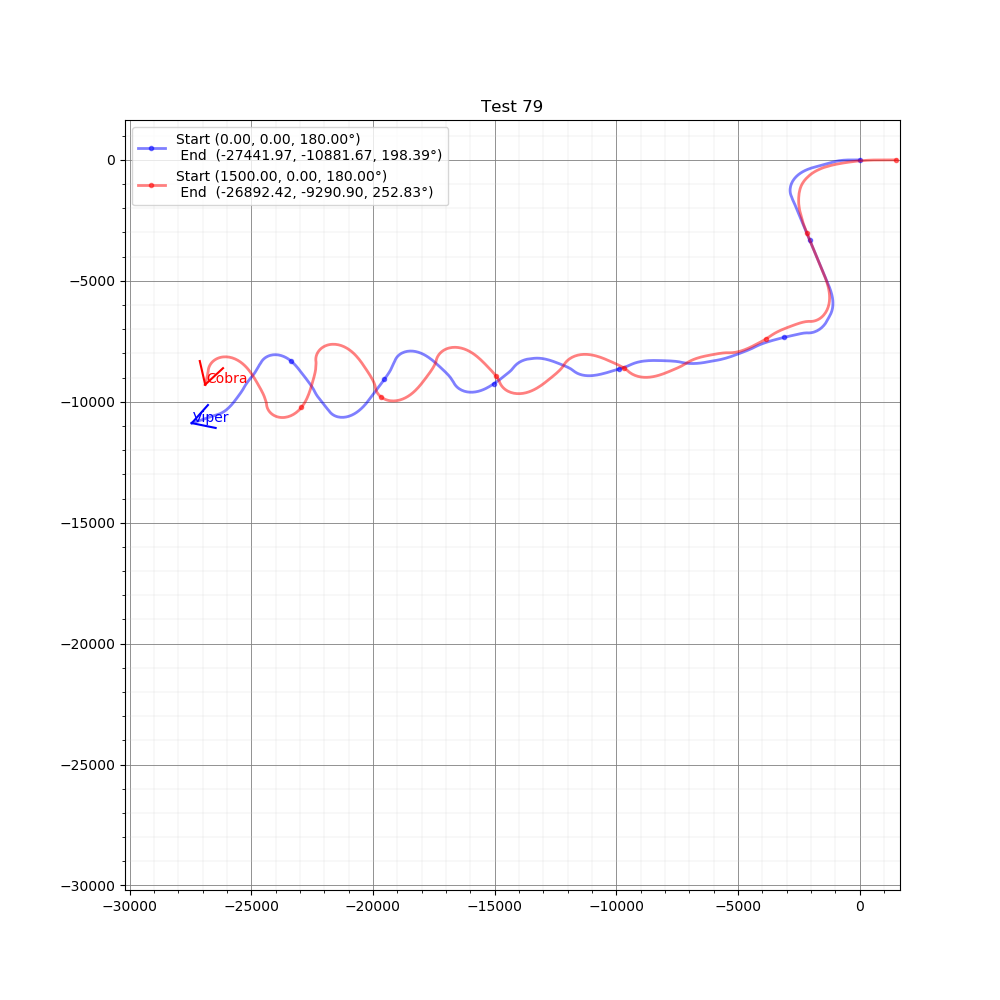 Test 79
Start (0.00, 0.00, 180.00°)
End  (-27441.97, -10881.67, 198.39°)
Start (1500.00, 0.00, 180.00°)
End  (-26892.42, -9290.90, 252.83°)
0
−5000
−10000
−15000
−20000
−25000
−30000
Cobra
Viper
−30000 −25000 −20000 −15000 −10000 −5000 0